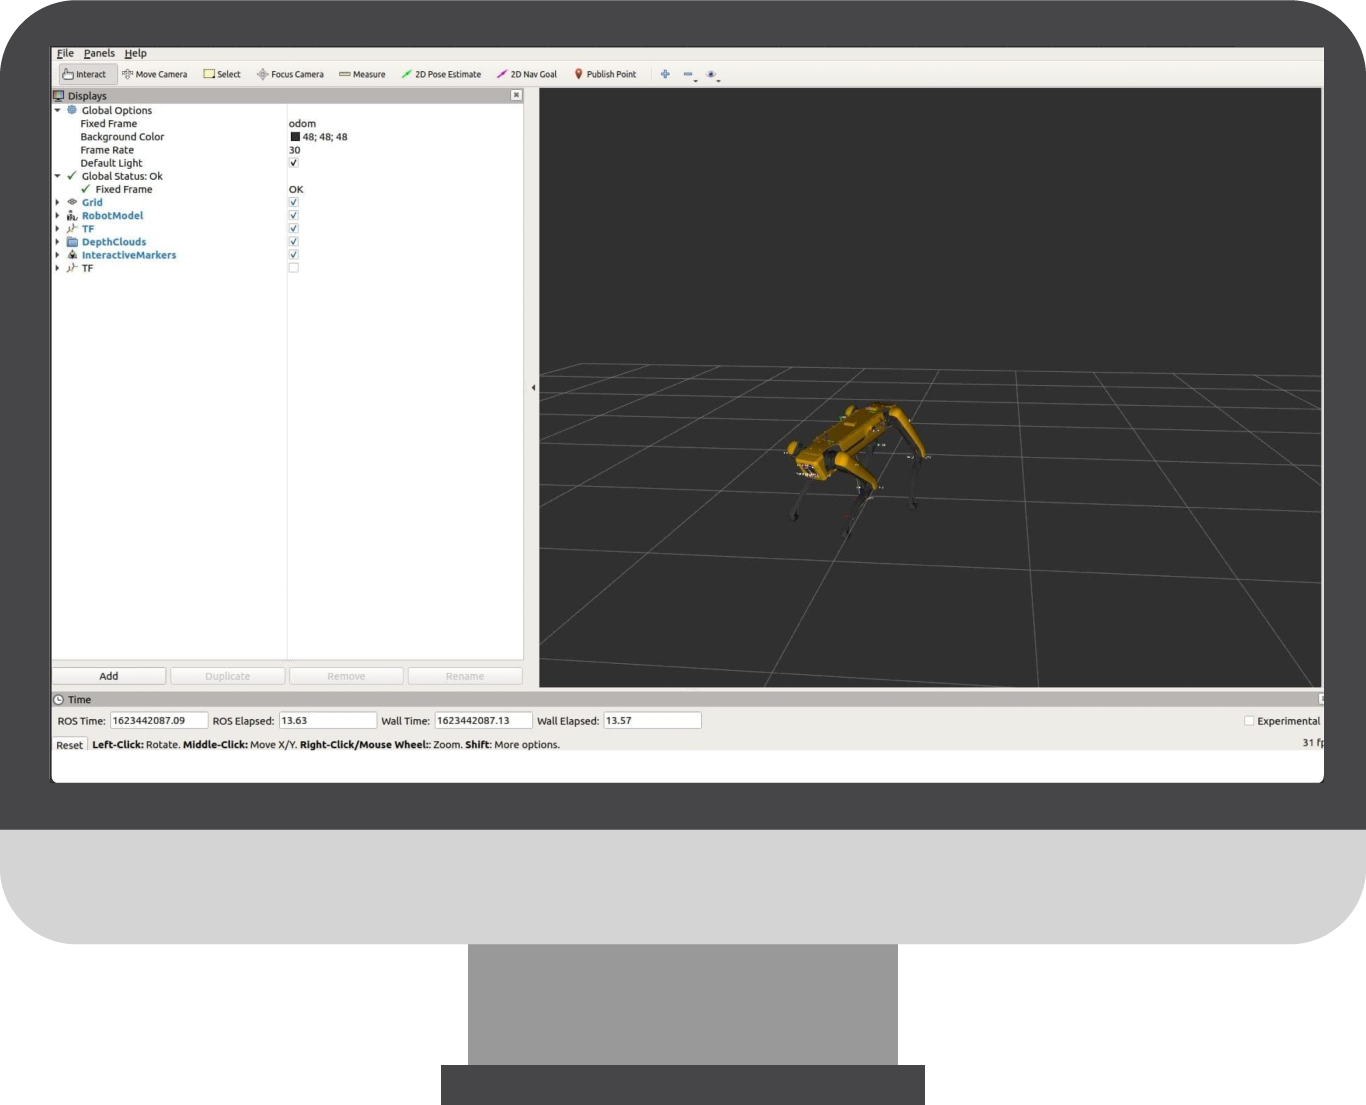 File Panels Help
Interact Move Camera Select Focus Camera Measure 2D Pose Estimate 2D Nav Goal Publish Point
Displays
Global Options
Fixed Frame odom
Background Color 48; 48; 48
Frame Rate 30
Default Light
Global Status: Ok
Fixed Frame OK
Grid
RobotModel
TF
DepthClouds
InteractiveMarkers
TF
Add Duplicate Remove Rename
Time
ROS Time: 1623442087.09 ROS Elapsed: 13.63 Wall Time: 1623442087.13 Wall Elapsed: 13.57 Experimental
Reset Left-Click: Rotate. Middle-Click: Move X/Y. Right-Click/Mouse Wheel:: Zoom. Shift: More options. 31